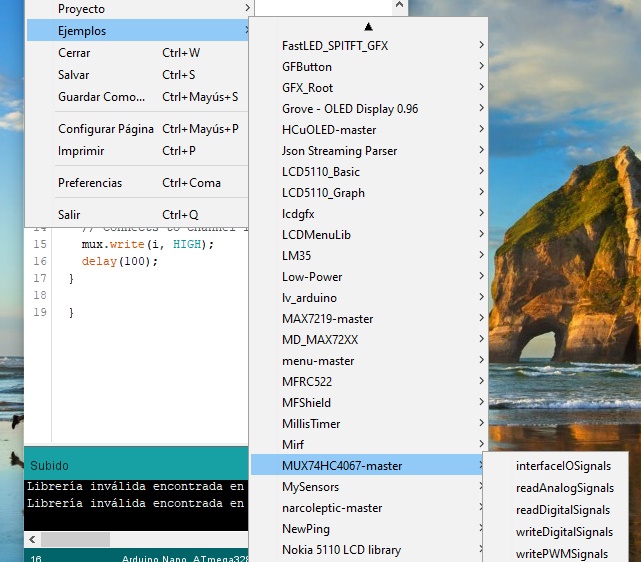 Proyecto
Ejemplos
Cerrar Ctrl+W
Salvar Ctrl+S
Guardar Como... Ctrl+Mayús+S
Configurar Página Ctrl+Mayús+P
Imprimir Ctrl+P
Preferencias Ctrl+Coma
Salir Ctrl+Q
14 // Connects to channel
15 mux.write(i, HIGH);
16 delay(100);
17 }
18
19 }
Subido
Librería inválida encontrada en
Librería inválida encontrada en
16 Arduino Nano, ATmega328
FastLED_SPITFT_GFX
GFButton
GFX_Root
Grove - OLED Display 0.96
HCuOLED-master
Json Streaming Parser
LCD5110_Basic
LCD5110_Graph
lcdgfx
LCDMenuLib
LM35
Low-Power
lv_arduino
MAX7219-master
MD_MAX72XX
menu-master
MFRC522
MFShield
MillisTimer
Mirf
MUX74HC4067-master
MySensors
narcoleptic-master
NewPing
Nokia 5110 LCD library
interfaceIOSignals
readAnalogSignals
readDigitalSignals
writeDigitalSignals
writePWMSignals